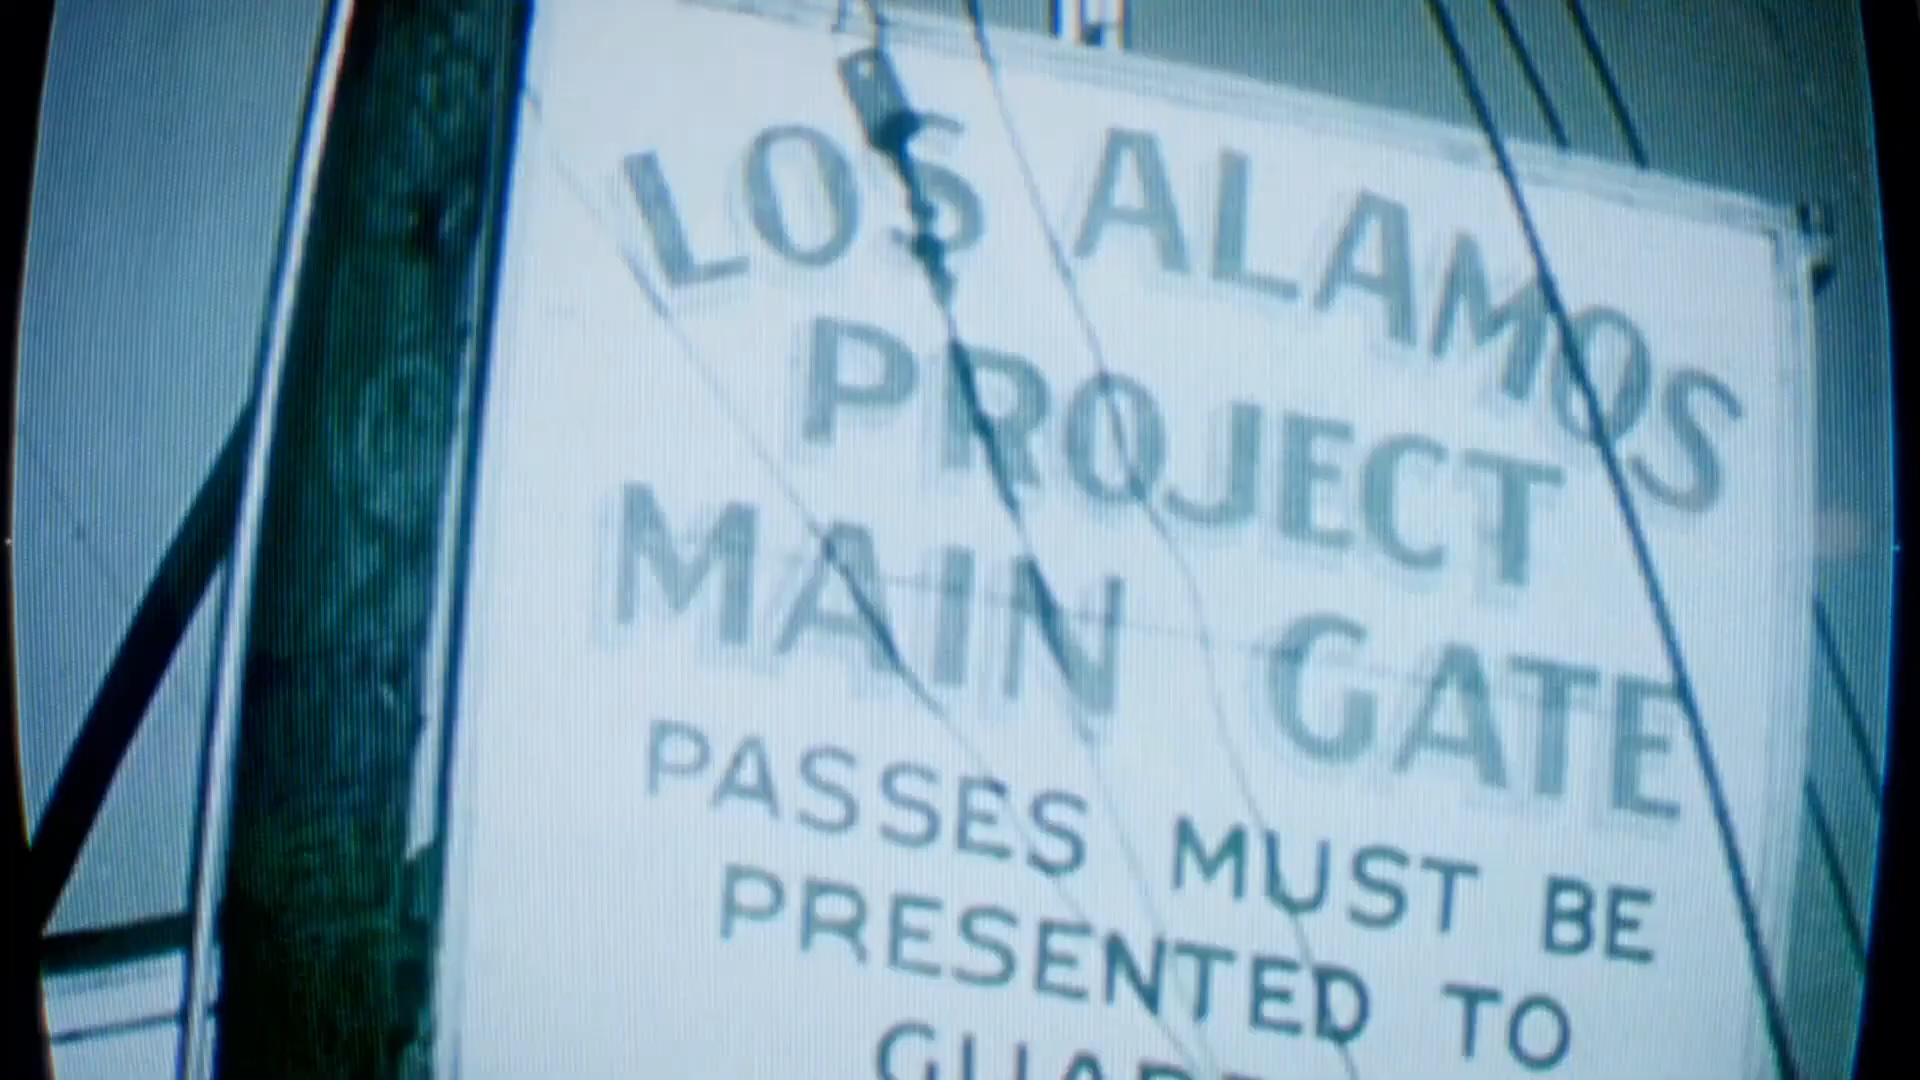 LOS ALAMOS
PROJECT
MAIN GATE
PASSES MUST BE
PRESENTED TO